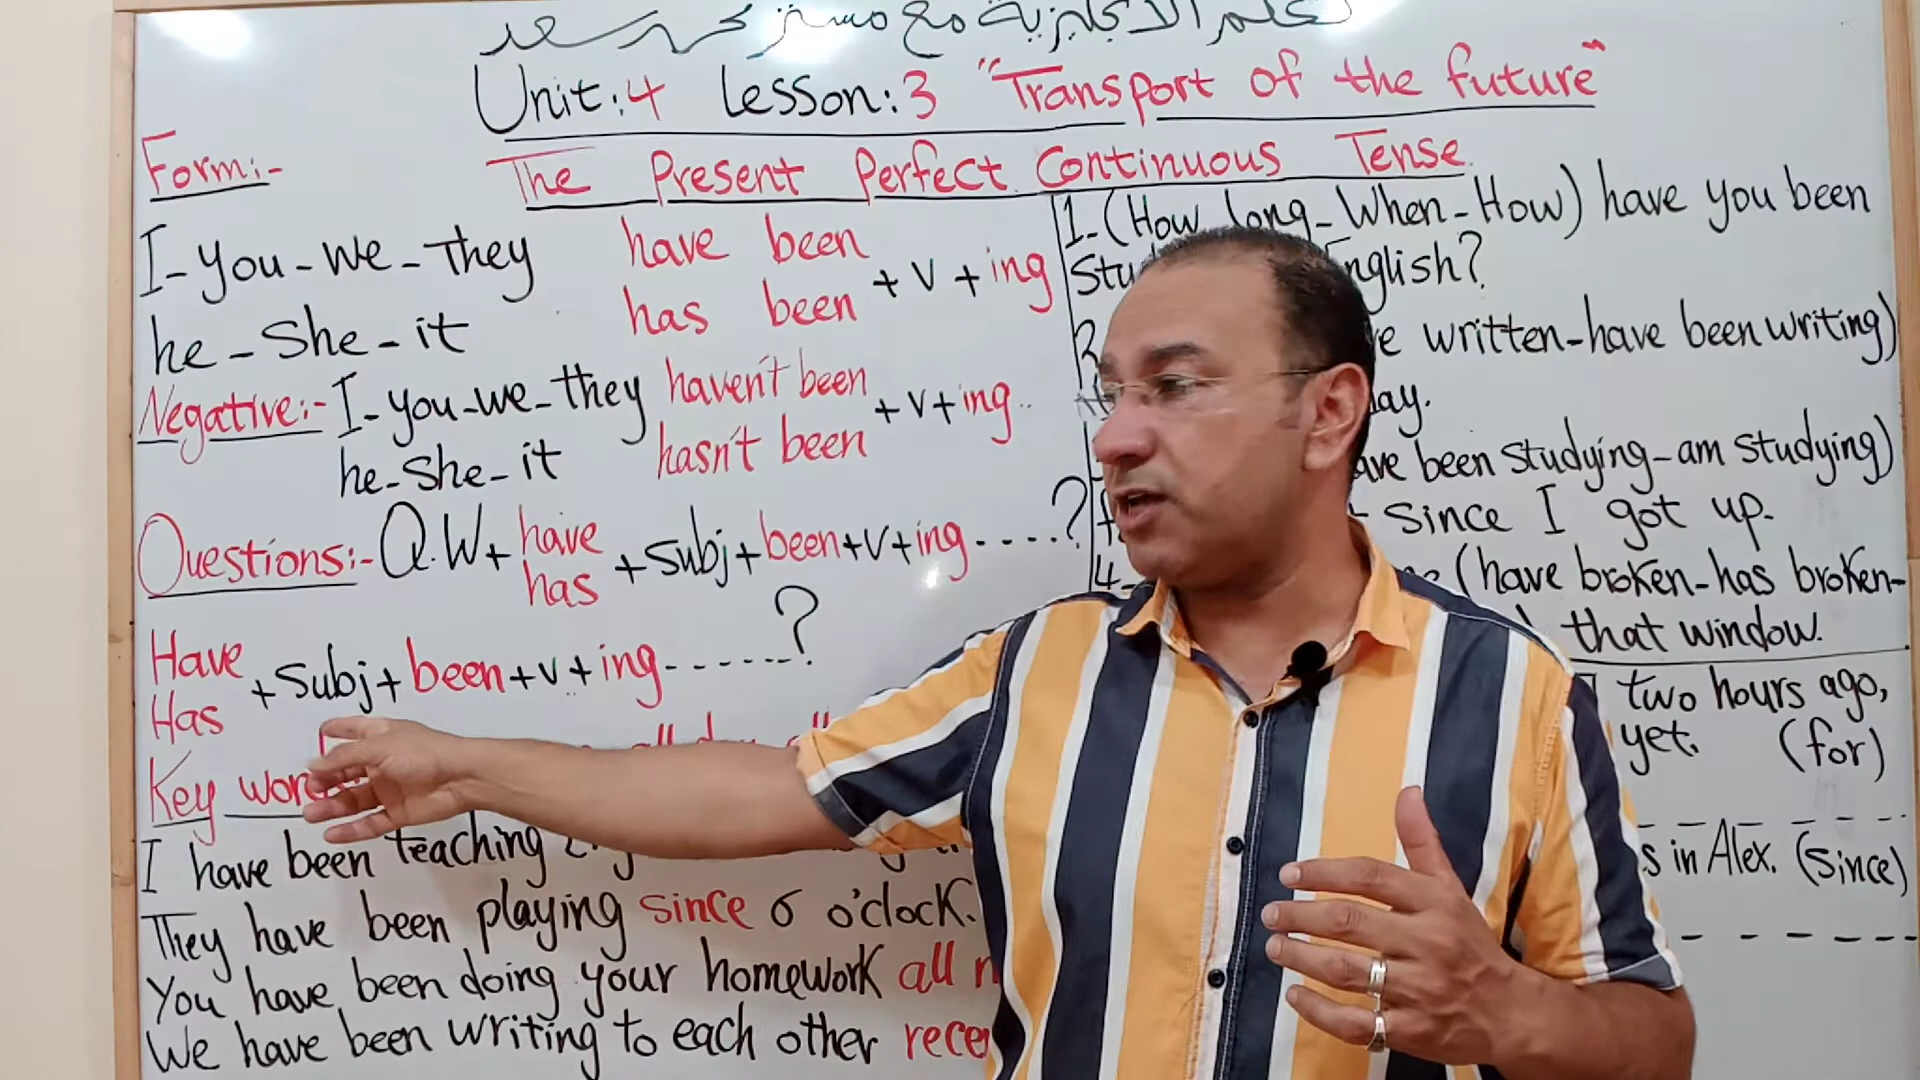 تعلم الانجليزية مع مستر محمد سعد
Unit:4 Lesson:3 "Transport of the future"
The Present Perfect Continuous Tense.
Form:-
I-you-we-they have been
he-she-it has been + v + ing
Negative:- I-you-we-they haven't been
he-she-it hasn't been + v + ing..
Questions:- Q.W + have
has + subj + been + v + ing ....?
Have
Has + subj + been + v + ing ------?
Key
I have been teaching
They have been playing since 6 o'clock.
You have been doing your homework all
We have been writing to each other
1-(How long-When-How) have you been
English?
written-have been writing)
been studying-am studying)
since I got up.
4- (have broken-has broken-
that window.
two hours ago,
yet. (for)
in Alex. (since)